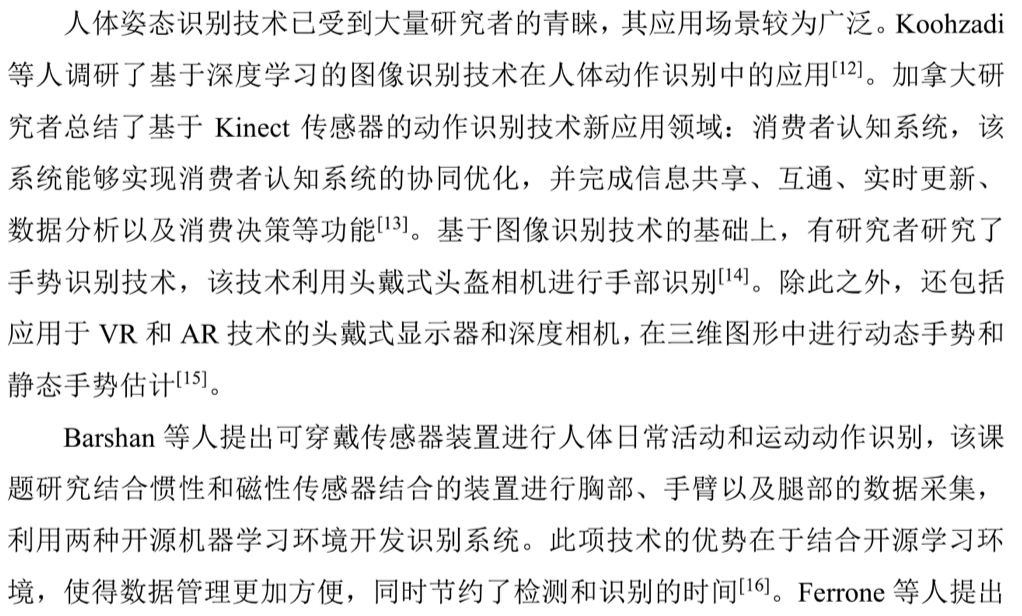 人体姿态识别技术已受到大量研究者的青睐，其应用场景较为广泛。Koohzadi
等人调研了基于深度学习的图像识别技术在人体动作识别中的应用[12]。加拿大研
究者总结了基于 Kinect 传感器的动作识别技术新应用领域：消费者认知系统，该
系统能够实现消费者认知系统的协同优化，并完成信息共享、互通、实时更新、
数据分析以及消费决策等功能[13]。基于图像识别技术的基础上，有研究者研究了
手势识别技术，该技术利用头戴式头盔相机进行手部识别[14]。除此之外，还包括
应用于 VR 和 AR 技术的头戴式显示器和深度相机，在三维图形中进行动态手势和
静态手势估计[15]。
Barshan 等人提出可穿戴传感器装置进行人体日常活动和运动动作识别，该课
题研究结合惯性和磁性传感器结合的装置进行胸部、手臂以及腿部的数据采集，
利用两种开源机器学习环境开发识别系统。此项技术的优势在于结合开源学习环
境，使得数据管理更加方便，同时节约了检测和识别的时间[16]。Ferrone 等人提出